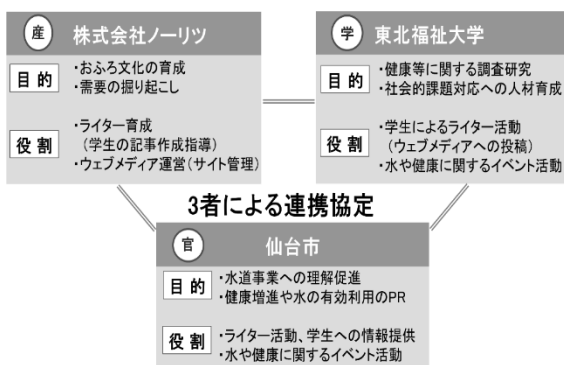 産 株式会社ノーリツ
目的
・おふろ文化の育成
・需要の掘り起こし
役割
・ライター育成
(学生の記事作成指導)
・ウェブメディア運営(サイト管理)
学 東北福祉大学
目的
・健康等に関する調査研究
・社会的課題対応への人材育成
役割
・学生によるライター活動
(ウェブメディアへの投稿)
・水や健康に関するイベント活動
3者による連携協定
官 仙台市
目的
・水道事業への理解促進
・健康増進や水の有効利用のPR
役割
・ライター活動、学生への情報提供
・水や健康に関するイベント活動